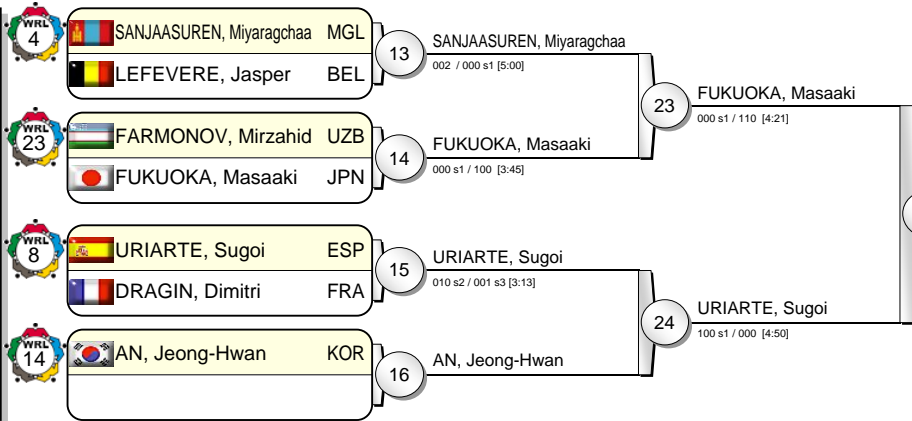 WRL
4
SANJAASUREN, Miyaragchaa MGL
LEFEVERE, Jasper BEL
13
SANJAASUREN, Miyaragchaa
002 / 000 s1 [5:00]
WRL
23
FARMONOV, Mirzahid UZB
FUKUOKA, Masaaki JPN
14
FUKUOKA, Masaaki
000 s1 / 100 [3:45]
23
FUKUOKA, Masaaki
000 s1 / 110 [4:21]
WRL
8
URIARTE, Sugoi ESP
DRAGIN, Dimitri FRA
15
URIARTE, Sugoi
010 s2 / 001 s3 [3:13]
WRL
14
AN, Jeong-Hwan KOR
16
AN, Jeong-Hwan
24
URIARTE, Sugoi
100 s1 / 000 [4:50]